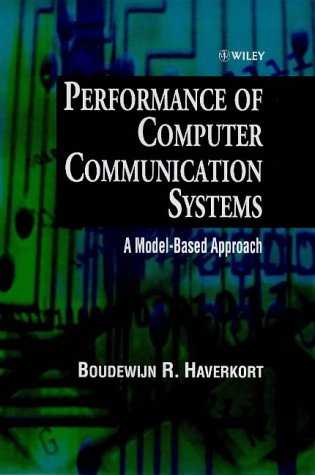 WILEY
PERFORMANCE OF
COMPUTER
COMMUNICATION
SYSTEMS
A Model-Based Approach
BOUDEWIJN R. HAVERKORT